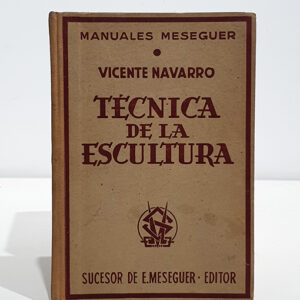 MANUALES MESEGUER
VICENTE NAVARRO
TÉCNICA
DE LA
ESCULTURA
SUCESOR DE E. MESEGUER · EDITOR